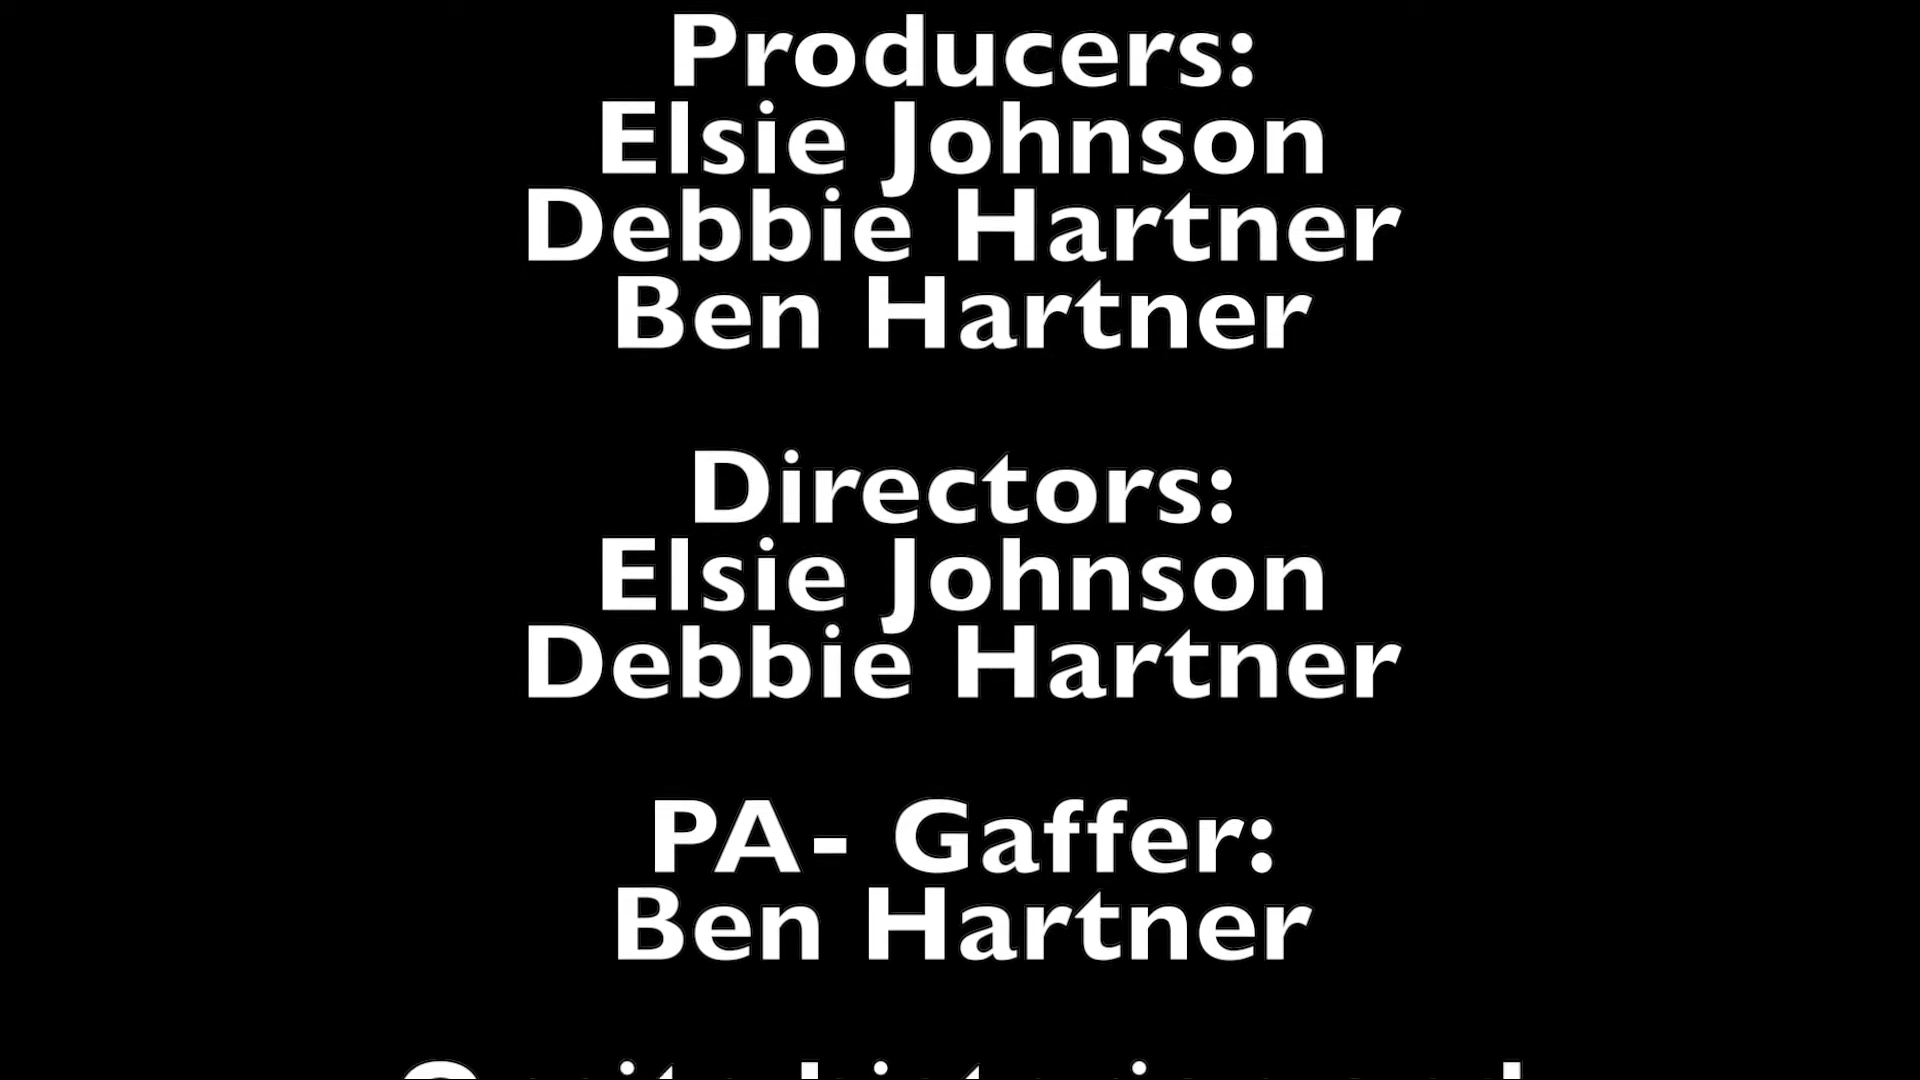 Producers:
Elsie Johnson
Debbie Hartner
Ben Hartner
Directors:
Elsie Johnson
Debbie Hartner
PA- Gaffer:
Ben Hartner